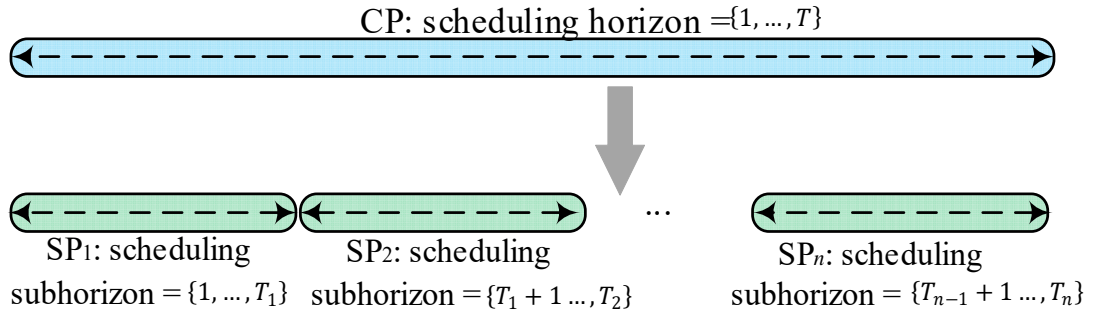 CP: scheduling horizon ={1, …, T}
...
SP1: scheduling
subhorizon = {1, …, T₁}
SP2: scheduling
subhorizon = {T₁ + 1 …, T₂}
SPn: scheduling
subhorizon = {Tₙ₋₁ + 1 …, Tₙ}